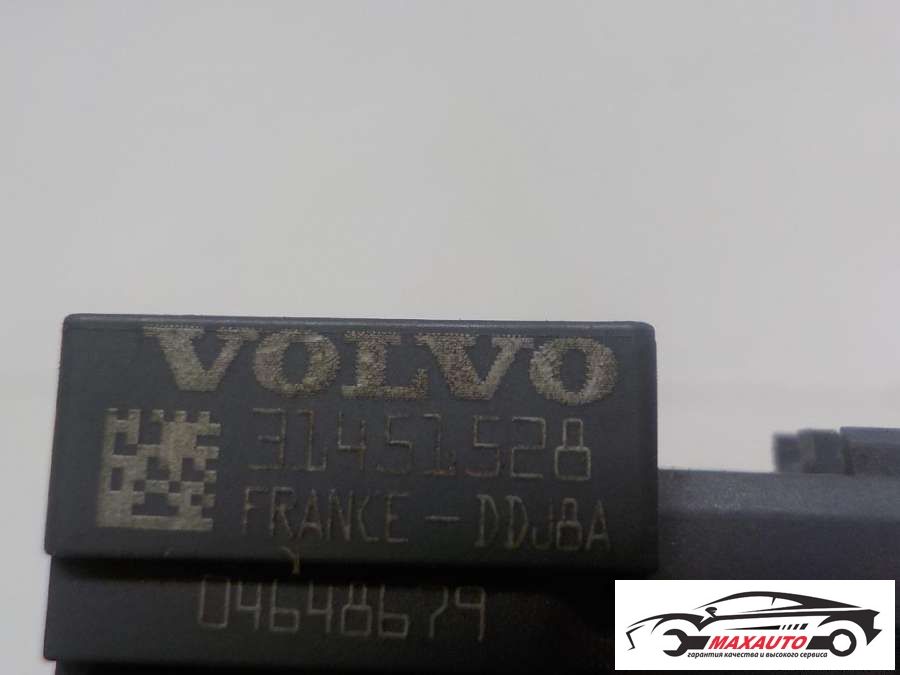 VOLVO
31451528
FRANCE - DDJ8A
04648679
MAXAUTO
гарантия качества и высокого сервиса